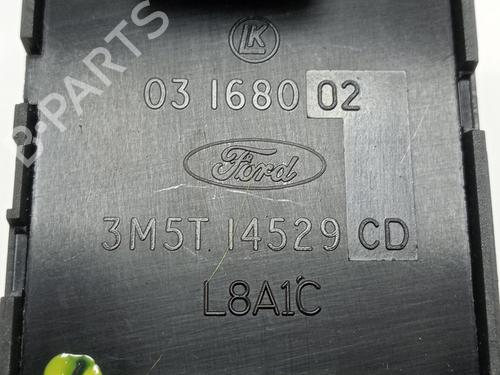 LK
03 1680 02
Ford
3M5T 14529 CD
L8A1C
B-PARTS